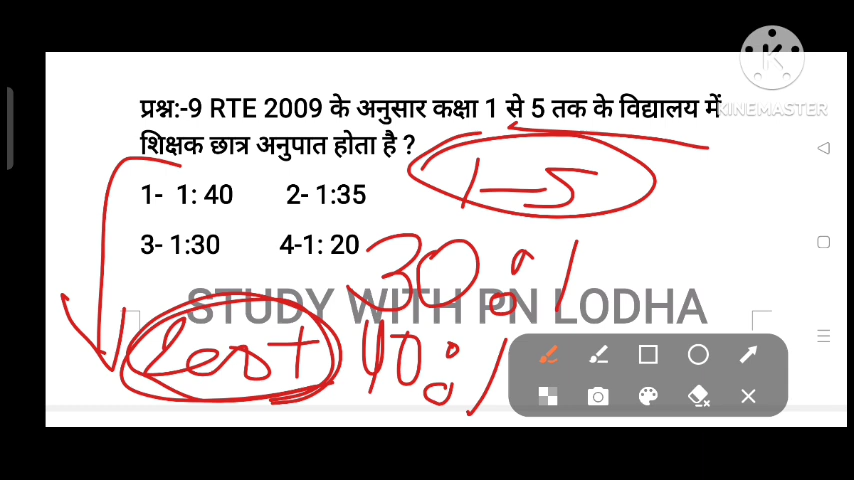 KINEMASTER
प्रश्न:-9 RTE 2009 के अनुसार कक्षा 1 से 5 तक के विद्यालय में
शिक्षक छात्र अनुपात होता है ?
1-5
1- 1: 40 2- 1:35
3- 1:30 4-1: 20
30:1
STUDY WITH PN LODHA
40:1